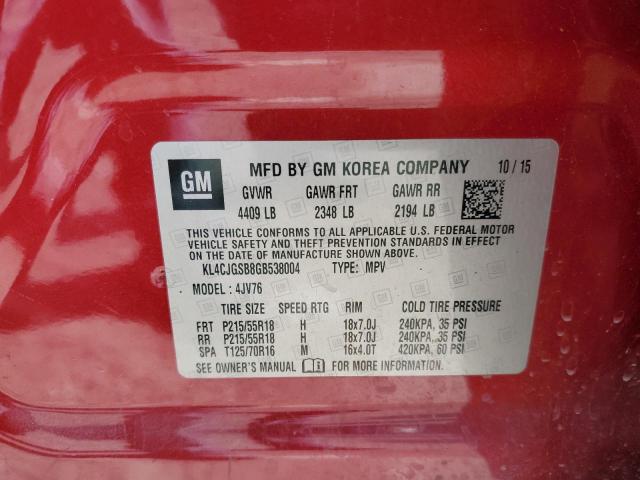 GM MFD BY GM KOREA COMPANY 10/15
GVWR GAWR FRT GAWR RR
4409 LB 2348 LB 2194 LB
THIS VEHICLE CONFORMS TO ALL APPLICABLE U.S. FEDERAL MOTOR
VEHICLE SAFETY AND THEFT PREVENTION STANDARDS IN EFFECT
ON THE DATE OF MANUFACTURE SHOWN ABOVE.
KL4CJGSB8GB538004 TYPE: MPV
MODEL : 4JV76
TIRE SIZE SPEED RTG RIM COLD TIRE PRESSURE
FRT P215/55R18 H 18x7.0J 240KPA, 35 PSI
RR P215/55R18 H 18x7.0J 240KPA, 35 PSI
SPA T125/70R16 M 16x4.0T 420KPA, 60 PSI
SEE OWNER'S MANUAL FOR MORE INFORMATION.